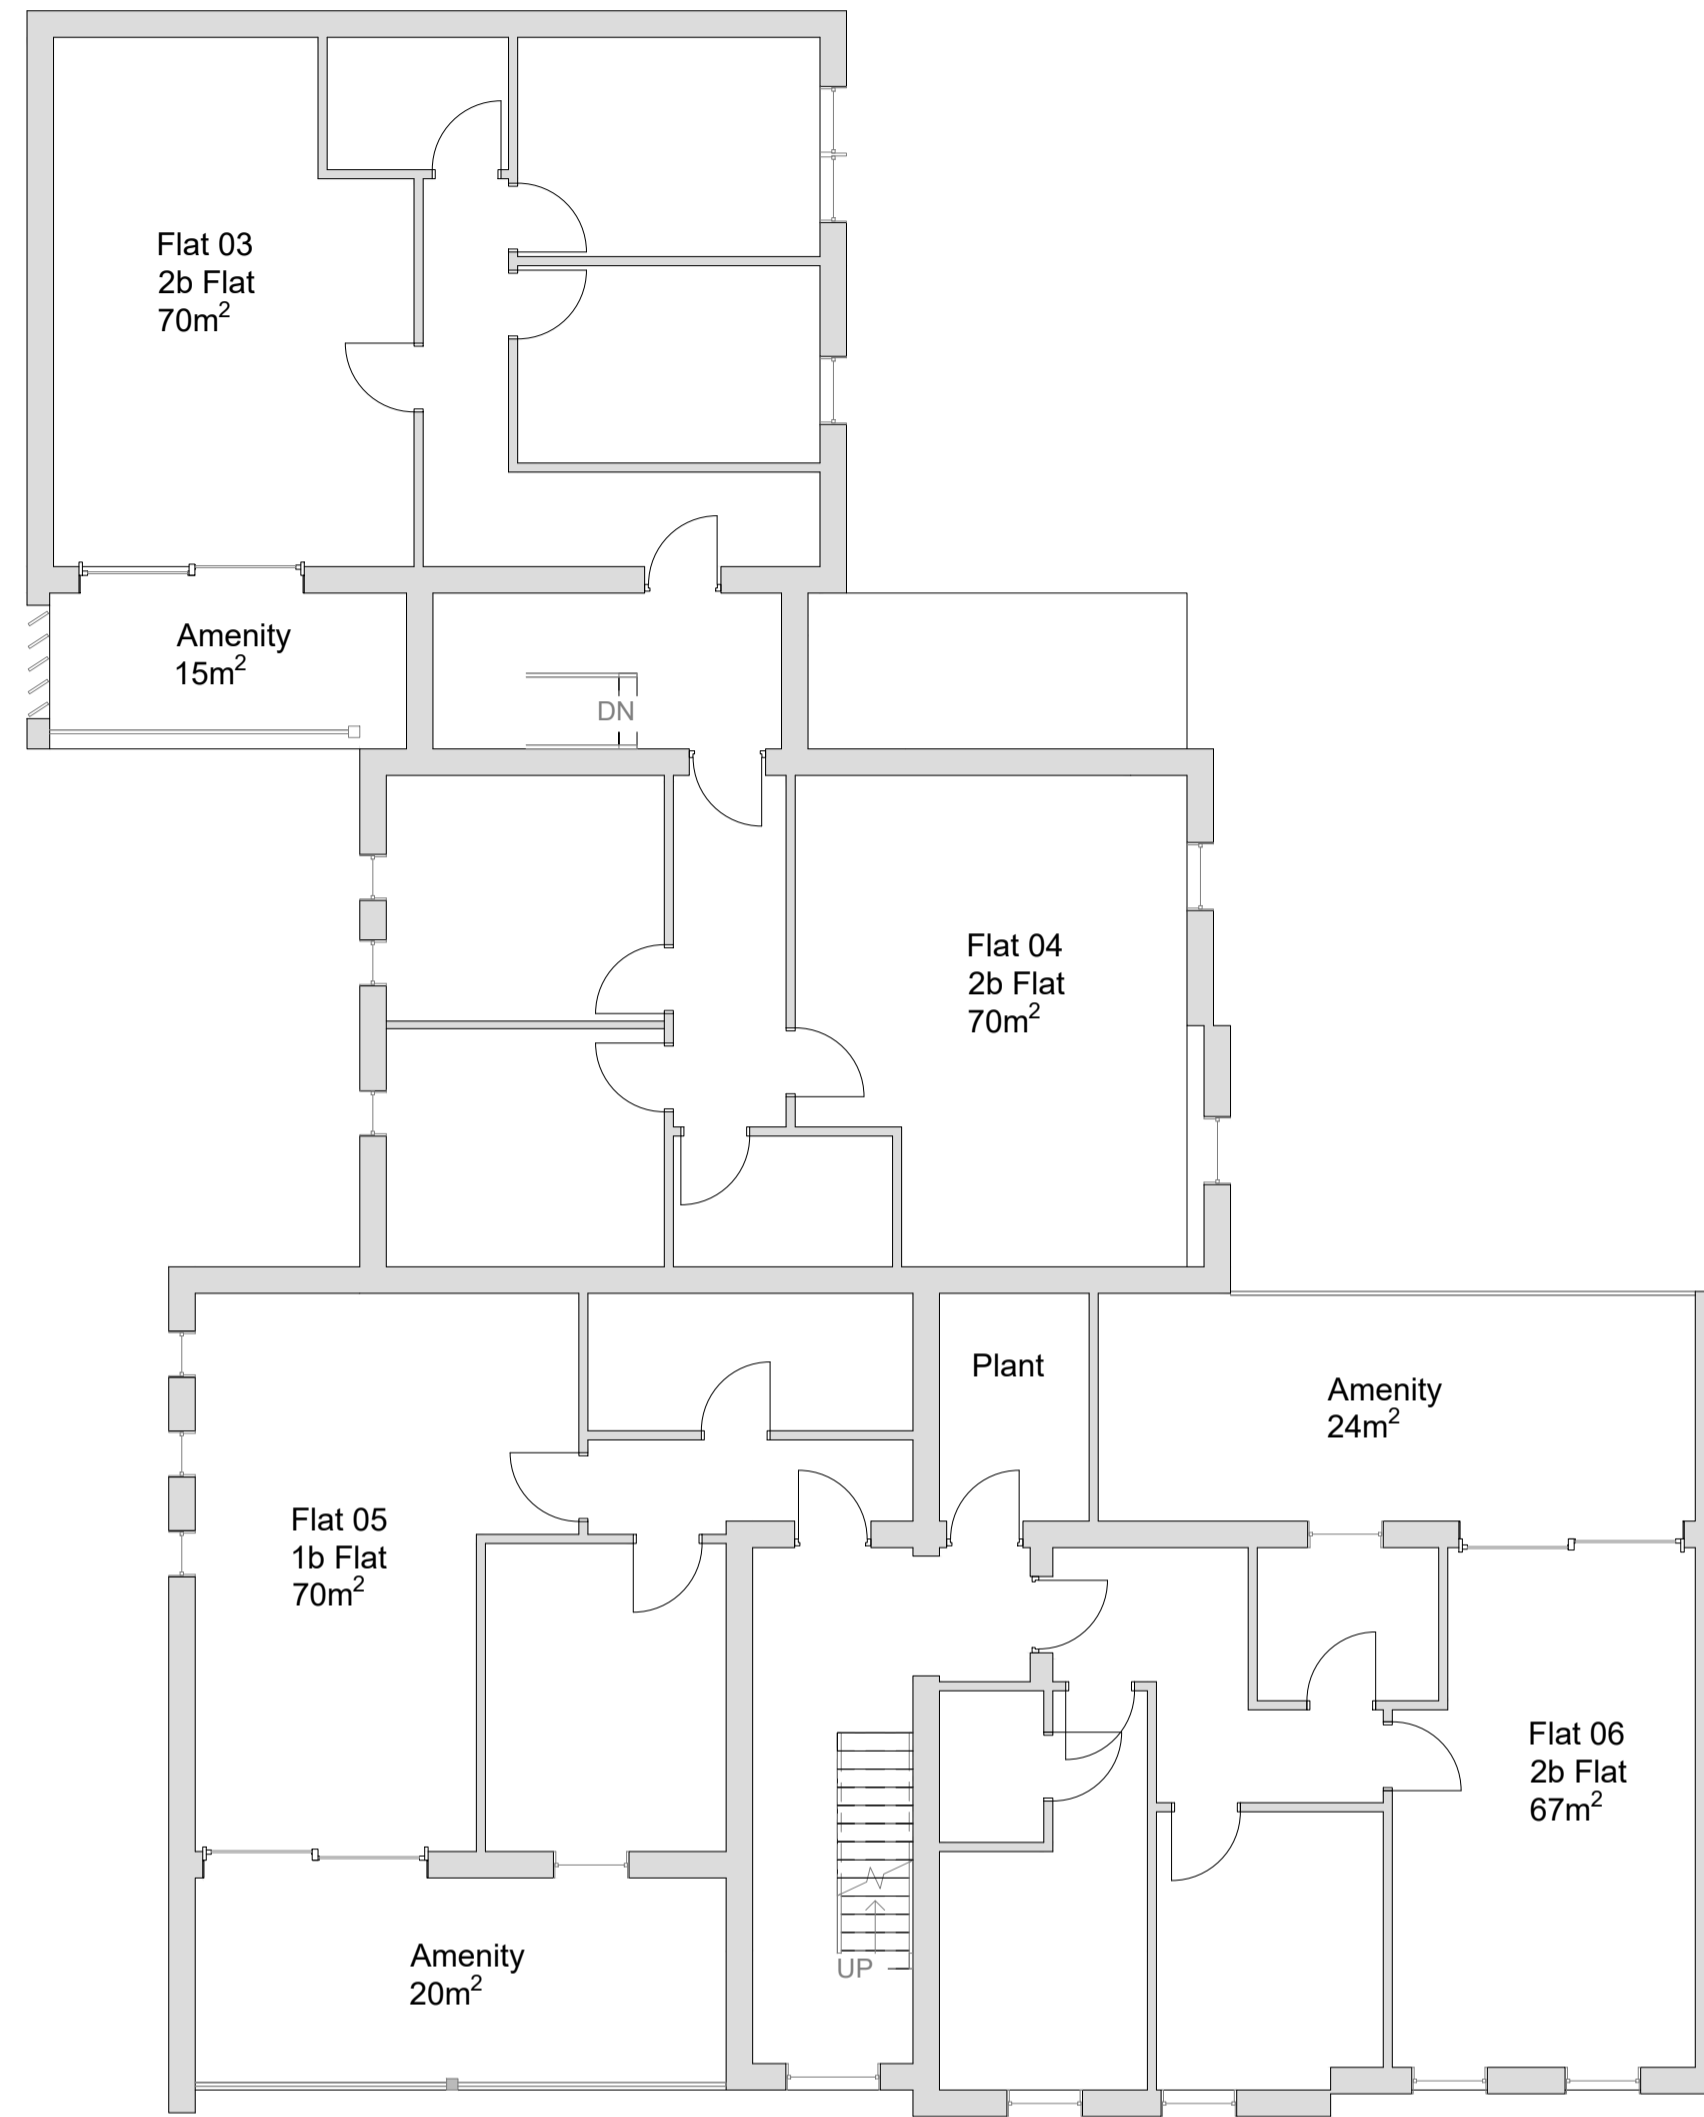 Flat 03
2b Flat
70m²
Amenity
15m²
DN
Flat 04
2b Flat
70m²
Plant
Amenity
24m²
Flat 05
1b Flat
70m²
Flat 06
2b Flat
67m²
Amenity
20m²
UP